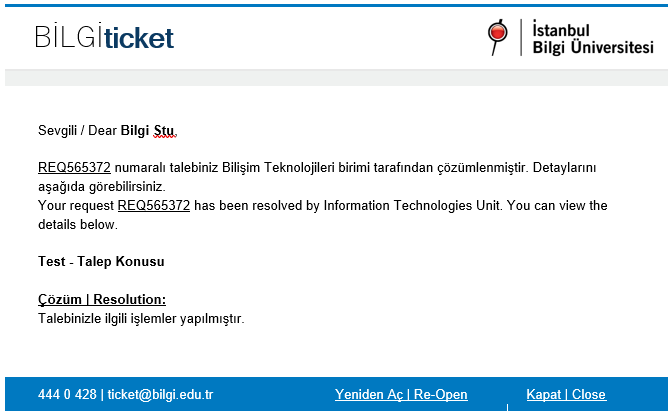 BİLGİticket
İstanbul
Bilgi Üniversitesi
Sevgili / Dear Bilgi Stu,
REQ565372 numaralı talebiniz Bilişim Teknolojileri birimi tarafından çözümlenmiştir. Detaylarını
aşağıda görebilirsiniz.
Your request REQ565372 has been resolved by Information Technologies Unit. You can view the
details below.
Test - Talep Konusu
Çözüm | Resolution:
Talebinizle ilgili işlemler yapılmıştır.
444 0 428 | ticket@bilgi.edu.tr Yeniden Aç | Re-Open Kapat | Close